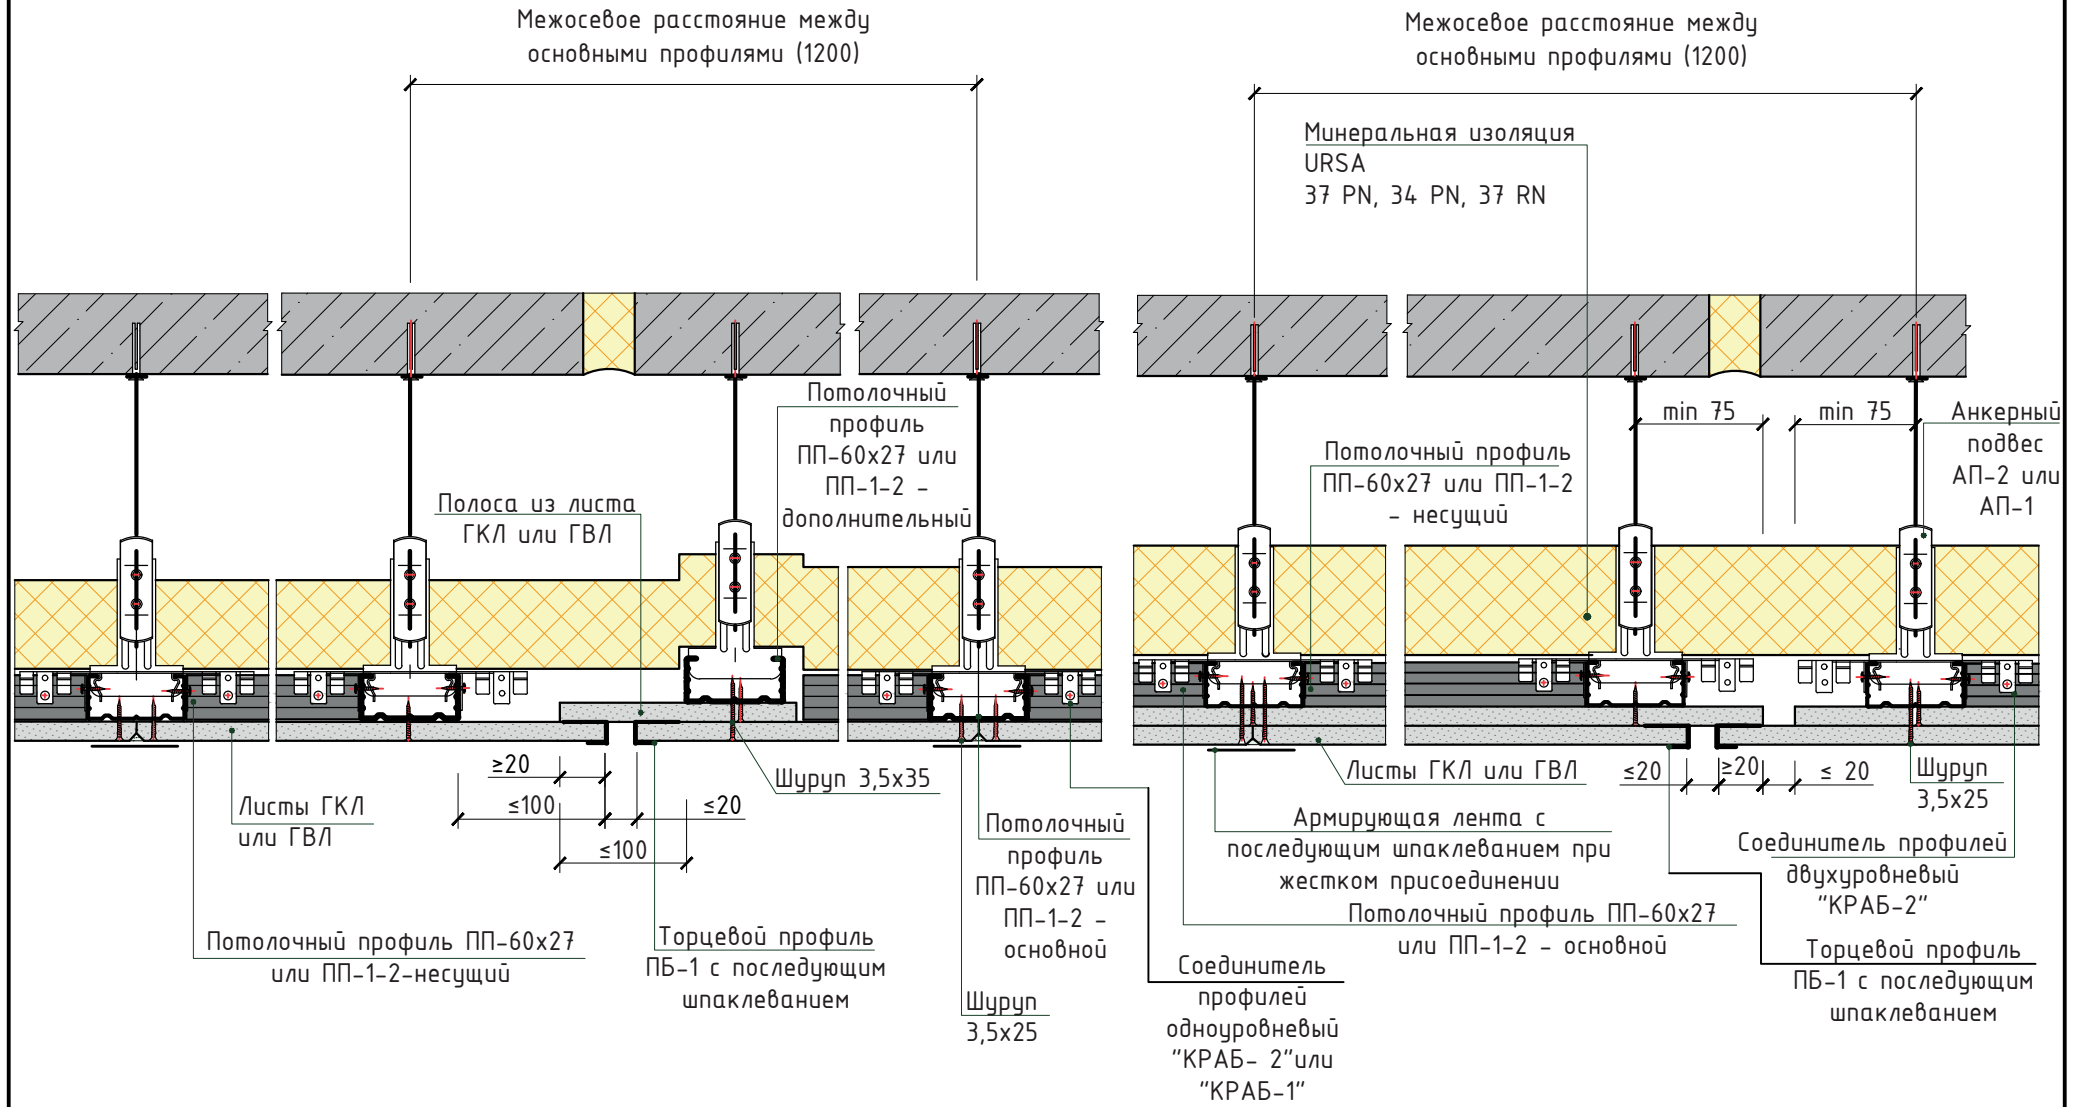 Межосевое расстояние между
основными профилями (1200)
Межосевое расстояние между
основными профилями (1200)
Минеральная изоляция
URSA
37 PN, 34 PN, 37 RN
Потолочный
профиль
ПП-60х27 или
ПП-1-2 -
дополнительный
Полоса из листа
ГКЛ или ГВЛ
Потолочный профиль
ПП-60х27 или ПП-1-2
- несущий
min 75
min 75
Анкерный
подвес
АП-2 или
АП-1
≥20
≤100
≤20
≤100
Шуруп 3,5х35
Листы ГКЛ
или ГВЛ
Потолочный профиль ПП-60х27
или ПП-1-2-несущий
Торцевой профиль
ПБ-1 с последующим
шпаклеванием
Потолочный
профиль
ПП-60х27 или
ПП-1-2 -
основной
Шуруп
3,5х25
Соединитель
профилей
одноуровневый
"КРАБ- 2"или
"КРАБ-1"
Листы ГКЛ или ГВЛ
Армирующая лента с
последующим шпаклеванием при
жестком присоединении
Потолочный профиль ПП-60х27
или ПП-1-2 - основной
≤20
≥20
≤ 20
Шуруп
3,5х25
Соединитель профилей
двухуровневый
"КРАБ-2"
Торцевой профиль
ПБ-1 с последующим
шпаклеванием